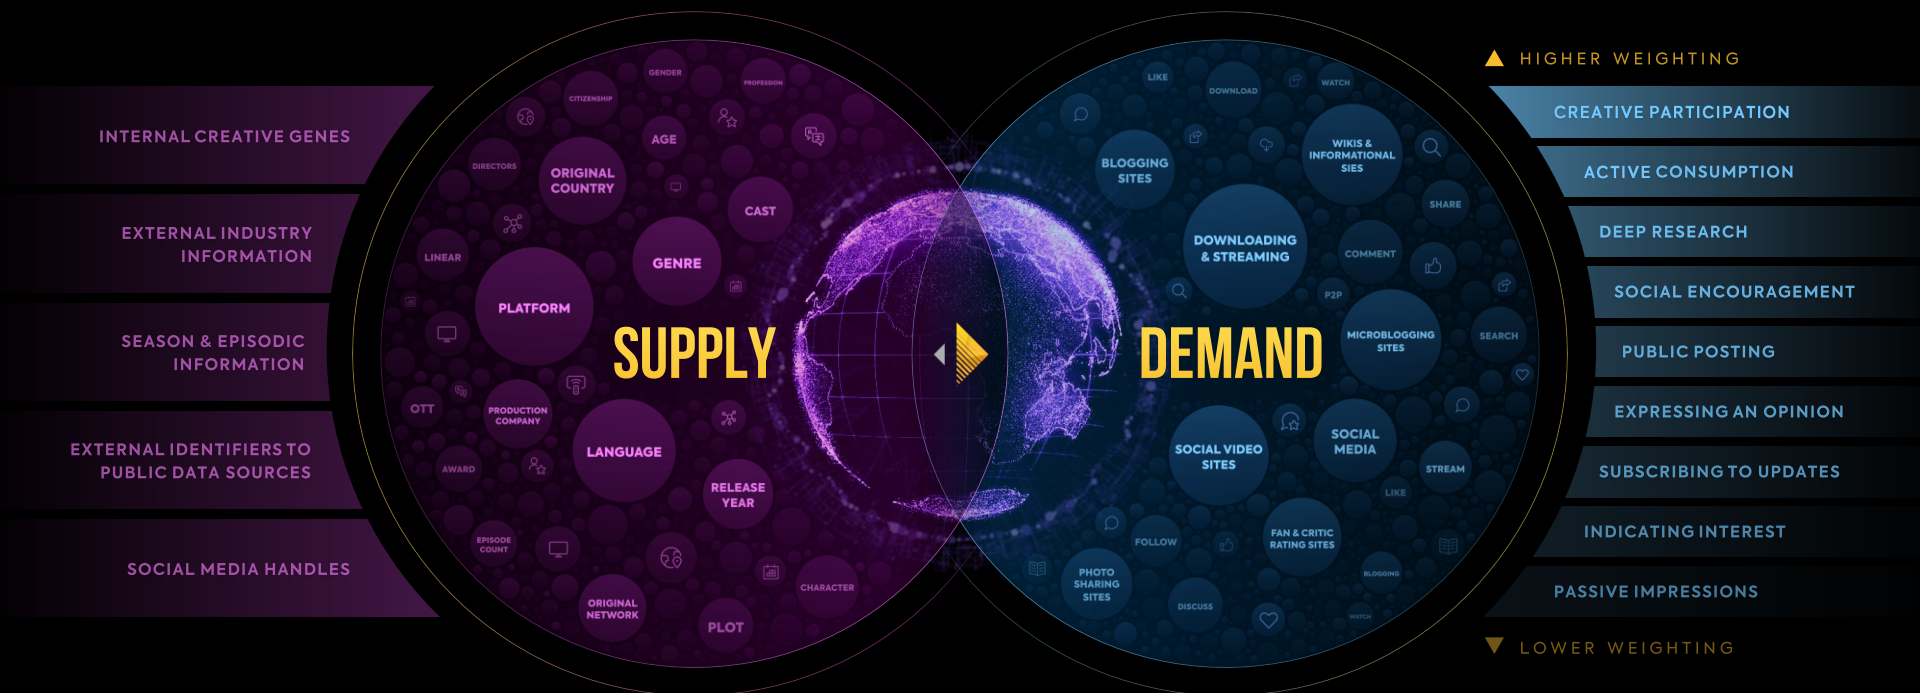 INTERNAL CREATIVE GENES
EXTERNAL INDUSTRY
INFORMATION
SEASON & EPISODIC
INFORMATION
EXTERNAL IDENTIFIERS TO
PUBLIC DATA SOURCES
SOCIAL MEDIA HANDLES
GENDER
PROFESSION
CITIZENSHIP
AGE
DIRECTORS
ORIGINAL
COUNTRY
CAST
LINEAR
GENRE
PLATFORM
SUPPLY
OTT
PRODUCTION
COMPANY
LANGUAGE
AWARD
RELEASE
YEAR
EPISODE
COUNT
ORIGINAL
NETWORK
CHARACTER
PLOT
LIKE
DOWNLOAD
WATCH
BLOGGING
SITES
WIKIS &
INFORMATIONAL
SIES
SHARE
DOWNLOADING
& STREAMING
COMMENT
P2P
MICROBLOGGING
SITES
SEARCH
DEMAND
SOCIAL VIDEO
SITES
SOCIAL
MEDIA
STREAM
LIKE
FOLLOW
FAN & CRITIC
RATING SITES
PHOTO
SHARING
SITES
BLOGGING
DISCUSS
WATCH
HIGHER WEIGHTING
CREATIVE PARTICIPATION
ACTIVE CONSUMPTION
DEEP RESEARCH
SOCIAL ENCOURAGEMENT
PUBLIC POSTING
EXPRESSING AN OPINION
SUBSCRIBING TO UPDATES
INDICATING INTEREST
PASSIVE IMPRESSIONS
LOWER WEIGHTING